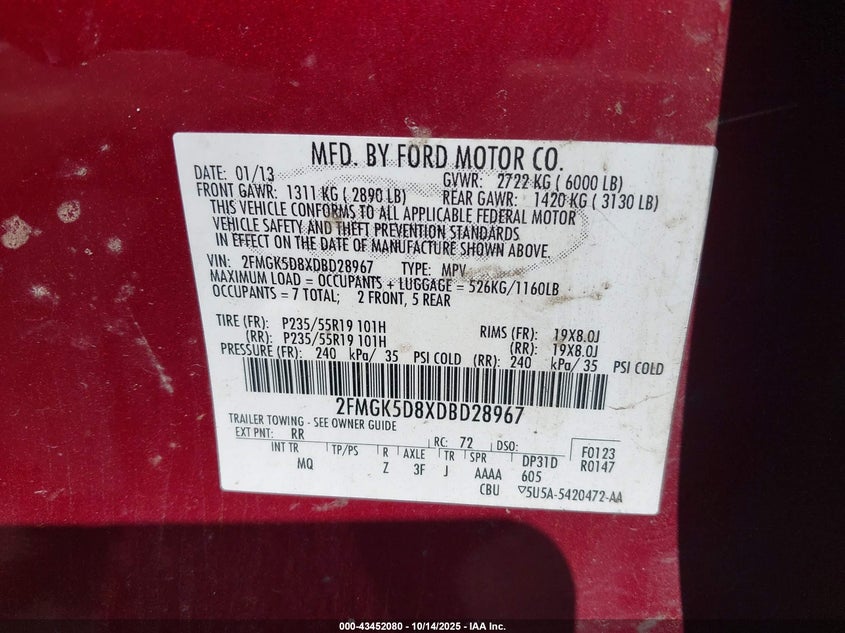 MFD. BY FORD MOTOR CO.
DATE: 01/13 GVWR: 2722 KG ( 6000 LB)
FRONT GAWR: 1311 KG ( 2890 LB) REAR GAWR: 1420 KG ( 3130 LB)
THIS VEHICLE CONFORMS TO ALL APPLICABLE FEDERAL MOTOR
VEHICLE SAFETY AND THEFT PREVENTION STANDARDS
IN EFFECT ON THE DATE OF MANUFACTURE SHOWN ABOVE.
VIN: 2FMGK5D8XDBD28967 TYPE: MPV
MAXIMUM LOAD = OCCUPANTS + LUGGAGE = 526KG/1160LB
OCCUPANTS = 7 TOTAL; 2 FRONT, 5 REAR
TIRE (FR): P235/55R19 101H RIMS (FR): 19X8.0J
(RR): P235/55R19 101H (RR): 19X8.0J
PRESSURE (FR): 240 kPa/ 35 PSI COLD (RR): 240 kPa/ 35 PSI COLD
2FMGK5D8XDBD28967
TRAILER TOWING - SEE OWNER GUIDE
EXT PNT: RR RC: 72 DSO: F0123
INT TR TP/PS R AXLE TR SPR DP31D R0147
MQ Z 3F J AAAA 605
CBU ▽5U5A-5420472-AA
000-43452080 - 10/14/2025 - IAA Inc.